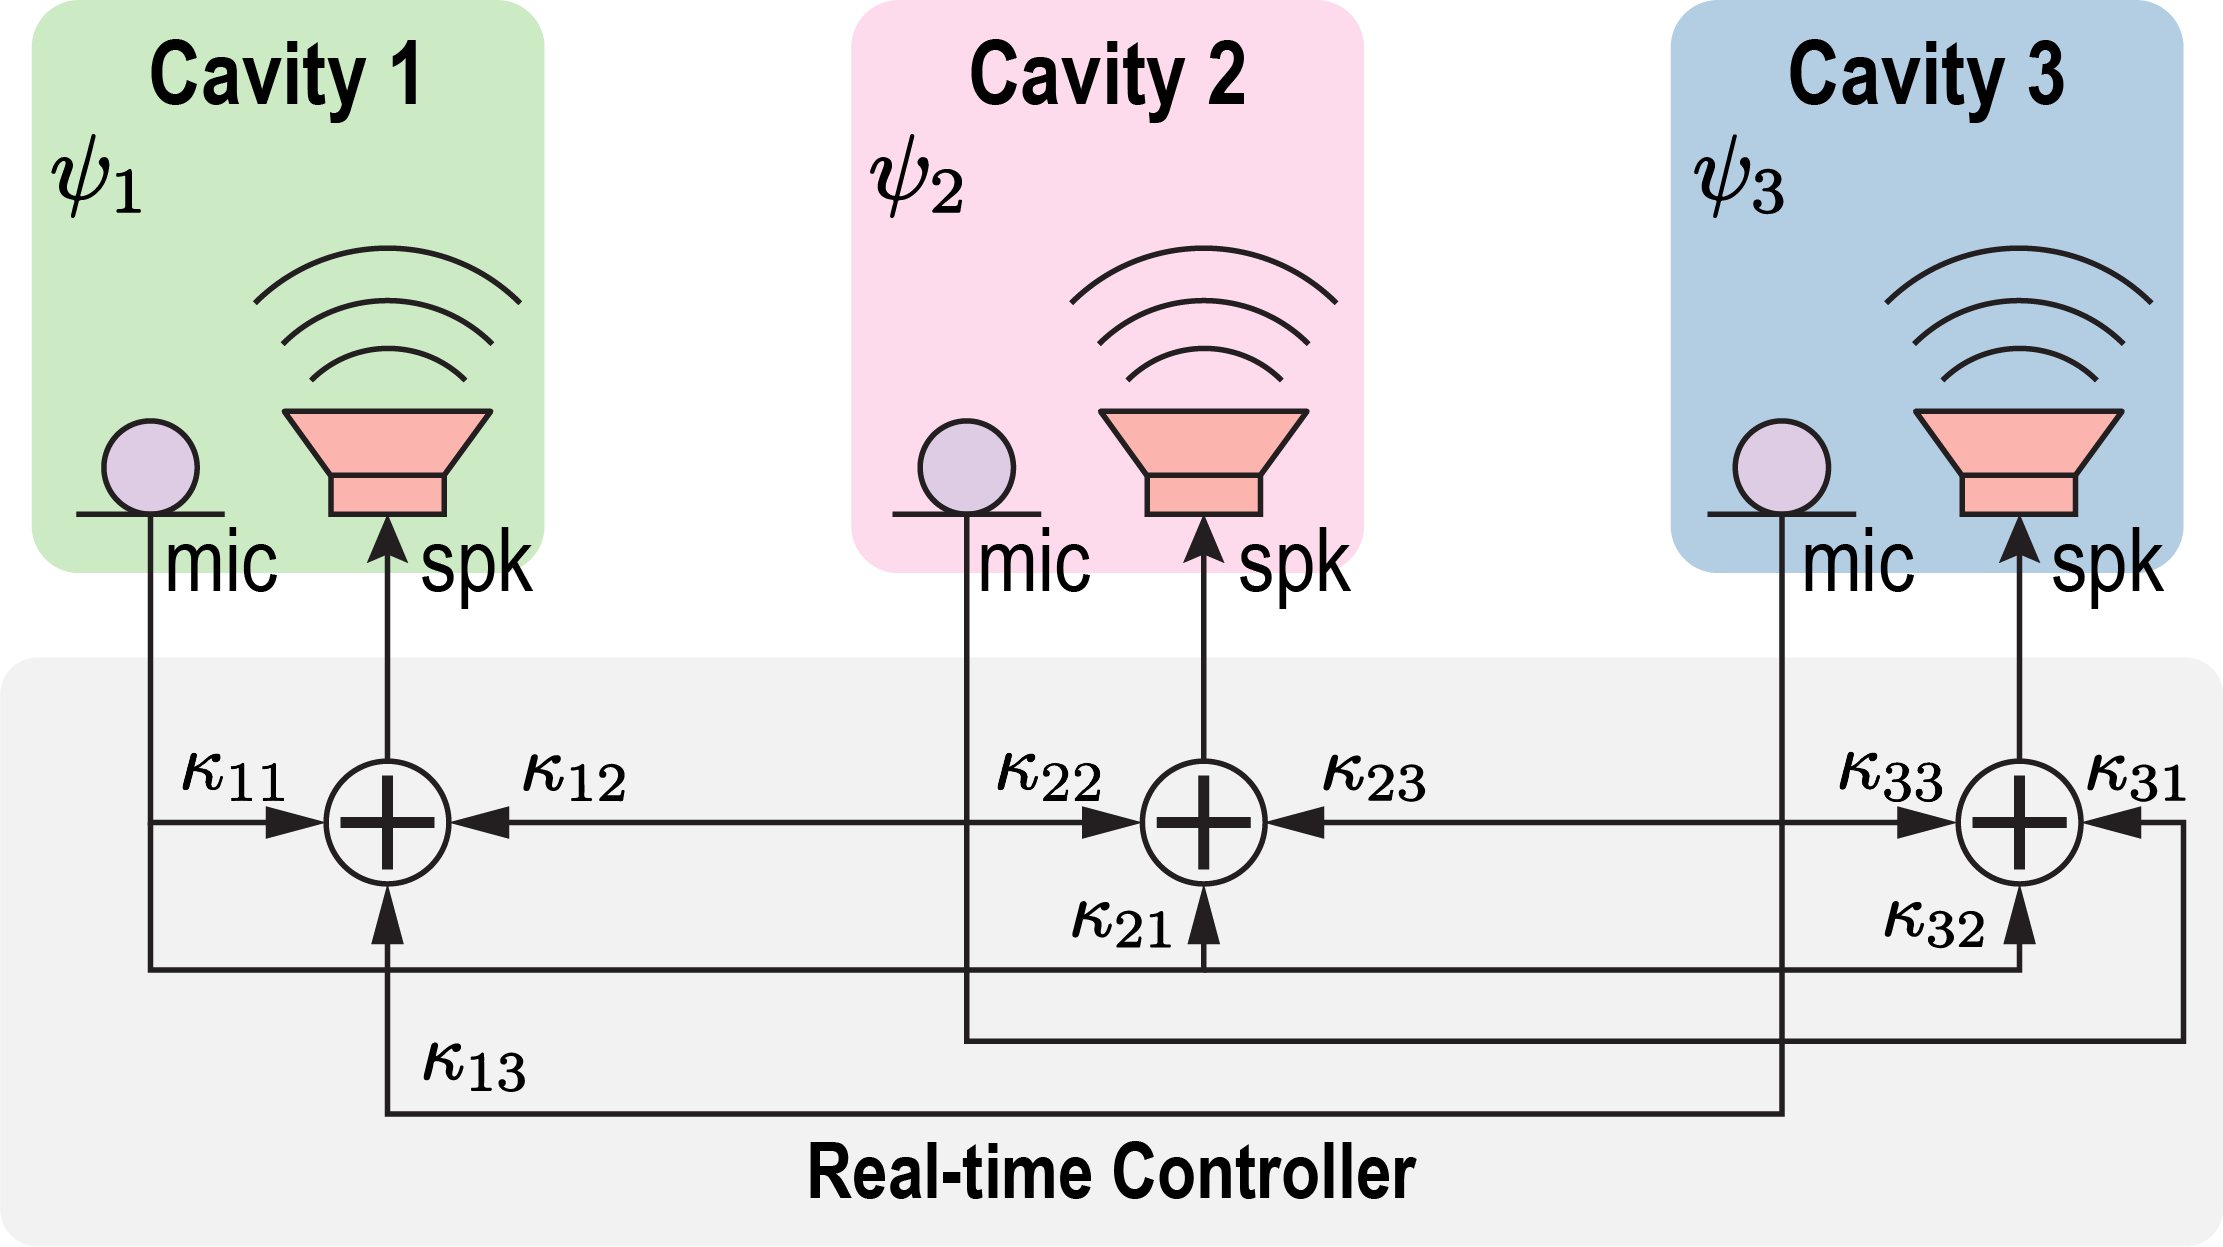 Cavity 1 Cavity 2 Cavity 3
ψ1 ψ2 ψ3
mic spk mic spk mic spk
κ11 κ12 κ22 κ23 κ33 κ31
κ21 κ32
κ13
Real-time Controller